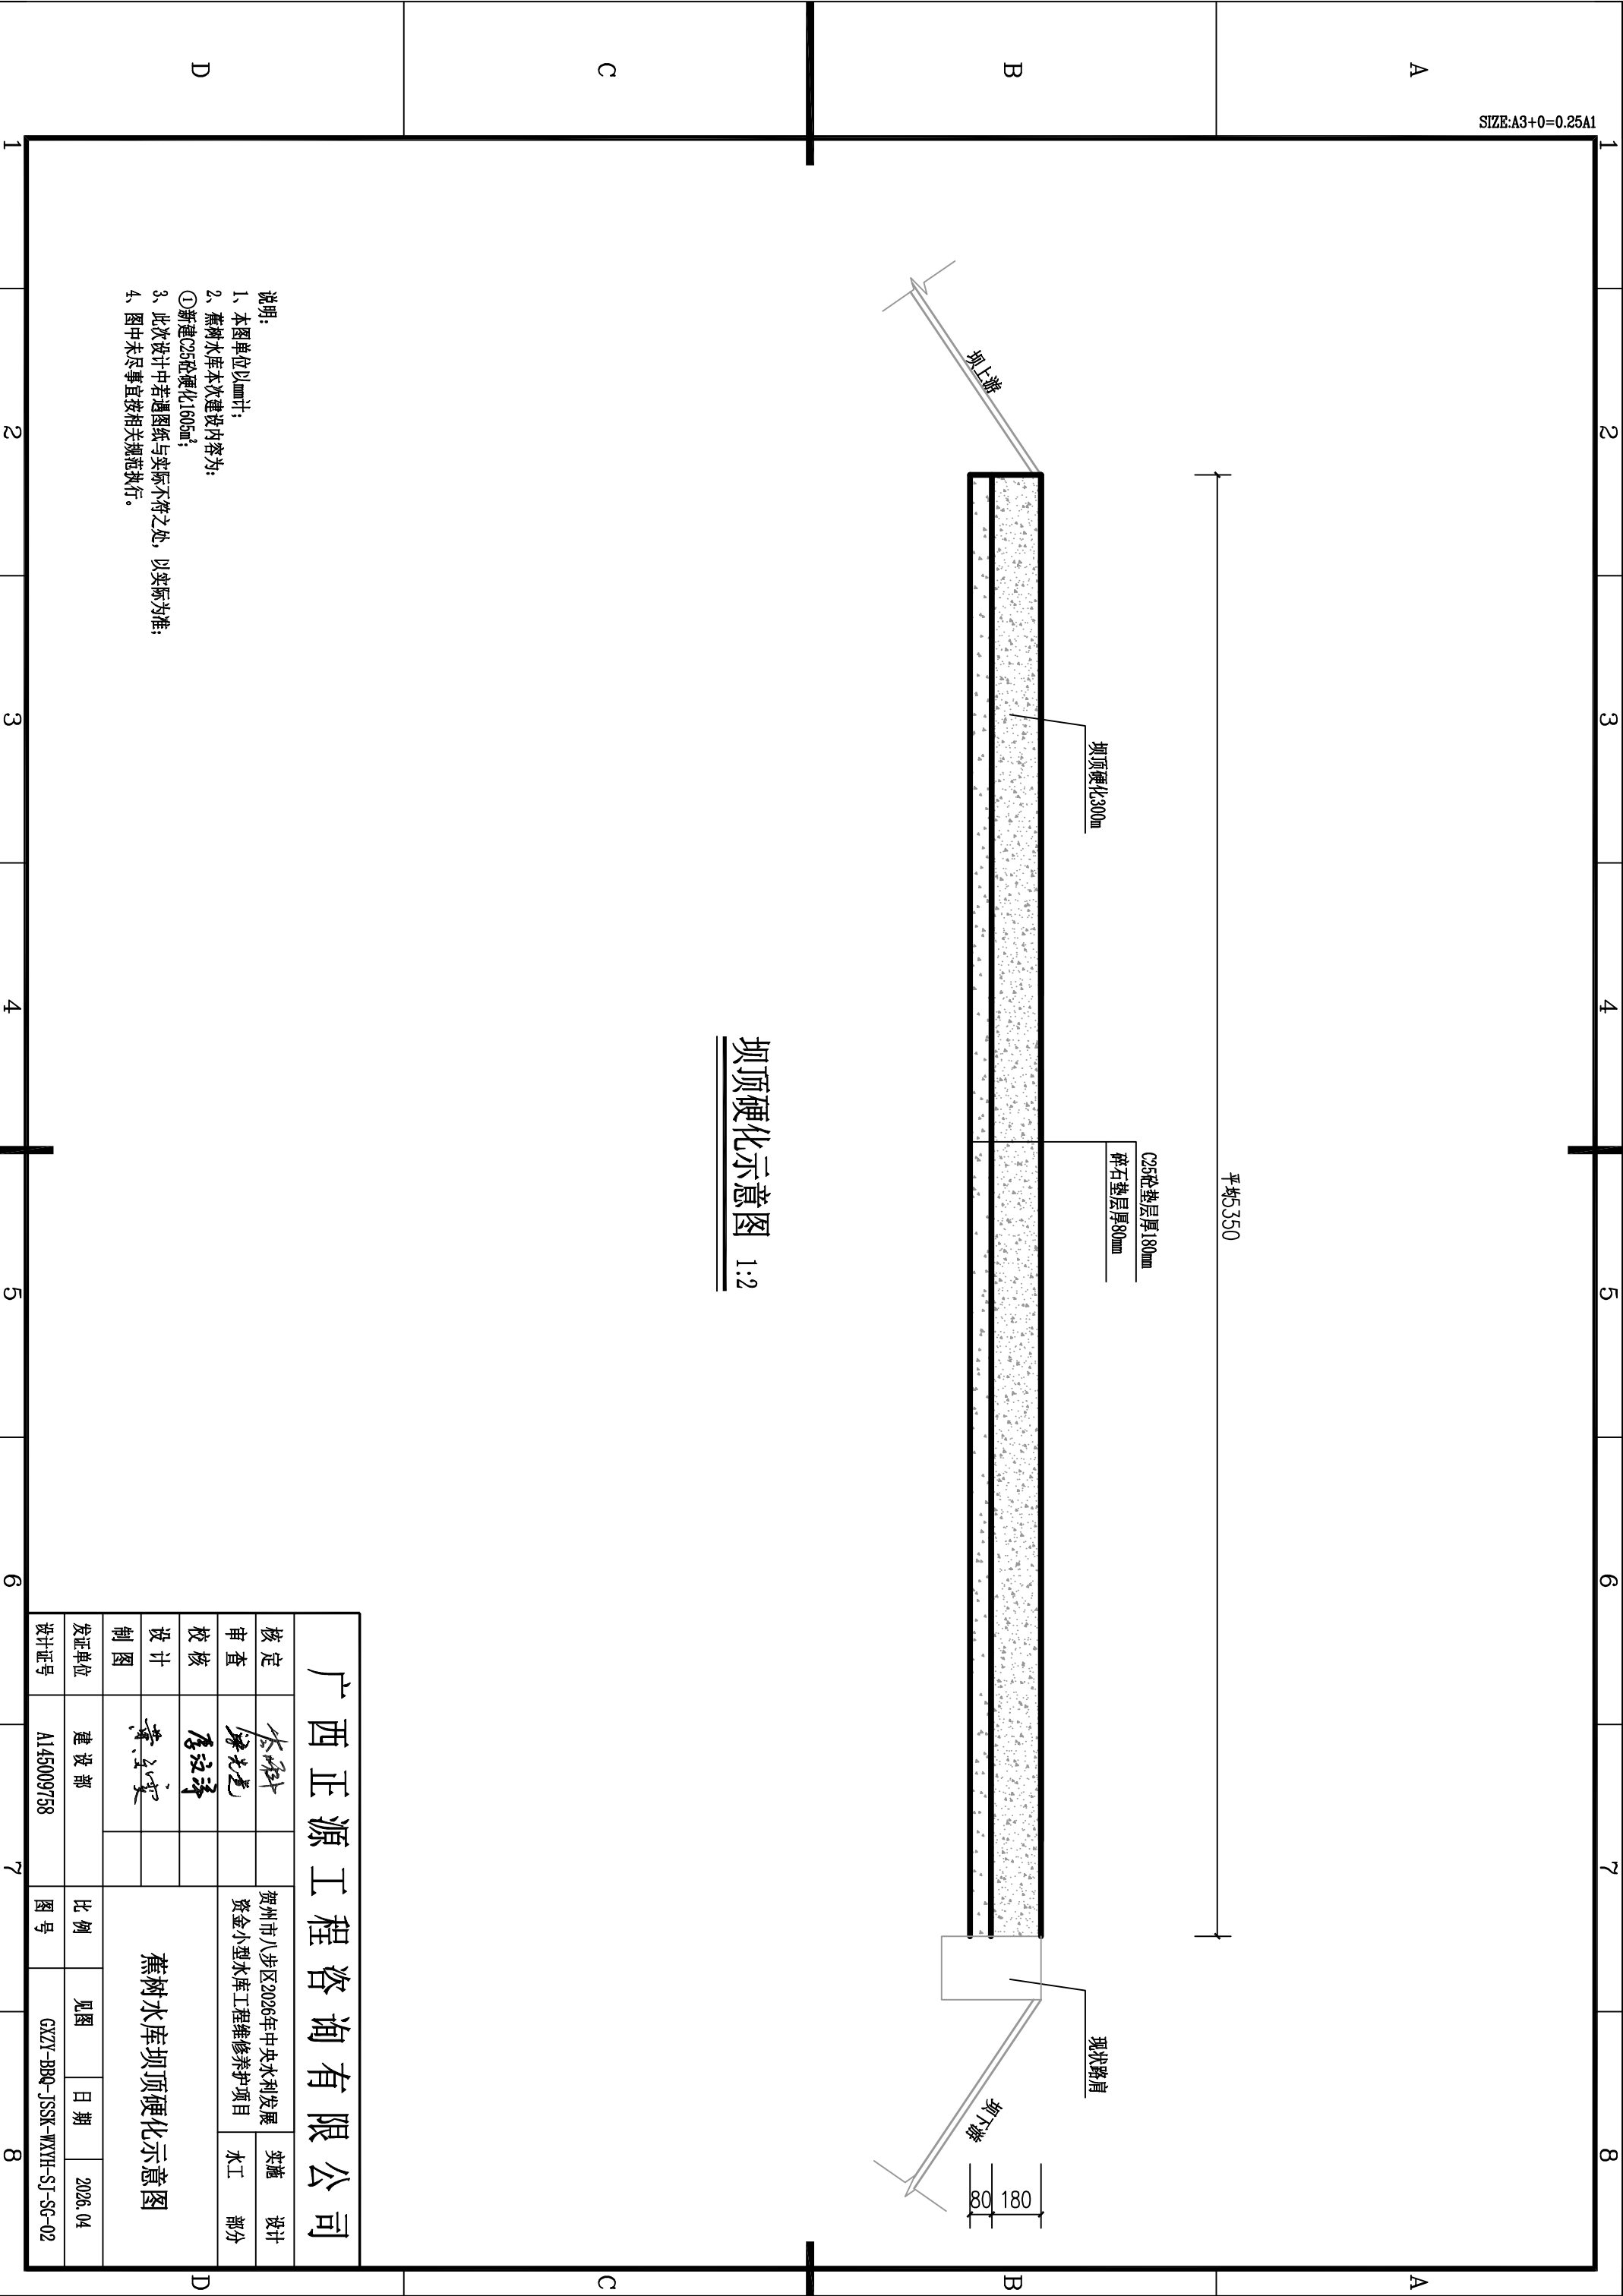 SIZE:A3+0=0.25A1
1 2 3 4 5 6 7 8
A
B
C
D
平均5350
C25砼垫层厚180mm
碎石垫层厚80mm
坝顶硬化300m
现状路肩
坝上游
坝下游
180
80
坝顶硬化示意图 1:2
说明：
1、本图单位以mm计；
2、蕉树水库本次建设内容为：
①新建C25砼硬化1605m²；
3、此次设计中若遇图纸与实际不符之处，以实际为准；
4、图中未尽事宜按相关规范执行。
广西正源工程咨询有限公司
核定
审查
校核
设计
制图
贺州市八步区2026年中央水利发展
资金小型水库工程维修养护项目
实施 设计
水工 部分
蕉树水库坝顶硬化示意图
发证单位 建设部 比例 见图 日期 2026.04
设计证号 A145009758 图号 GXZY-BBQ-JSSK-WXYH-SJ-SG-02
A
B
C
D
1 2 3 4 5 6 7 8